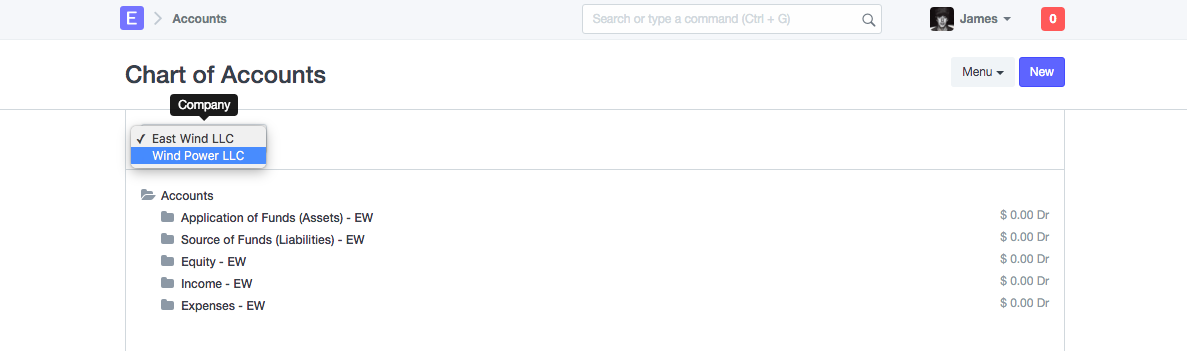 E Accounts Search or type a command (Ctrl + G) James 0
Chart of Accounts Menu New
Company
✓ East Wind LLC
Wind Power LLC
Accounts
Application of Funds (Assets) - EW $ 0.00 Dr
Source of Funds (Liabilities) - EW $ 0.00 Dr
Equity - EW $ 0.00 Dr
Income - EW $ 0.00 Dr
Expenses - EW $ 0.00 Dr